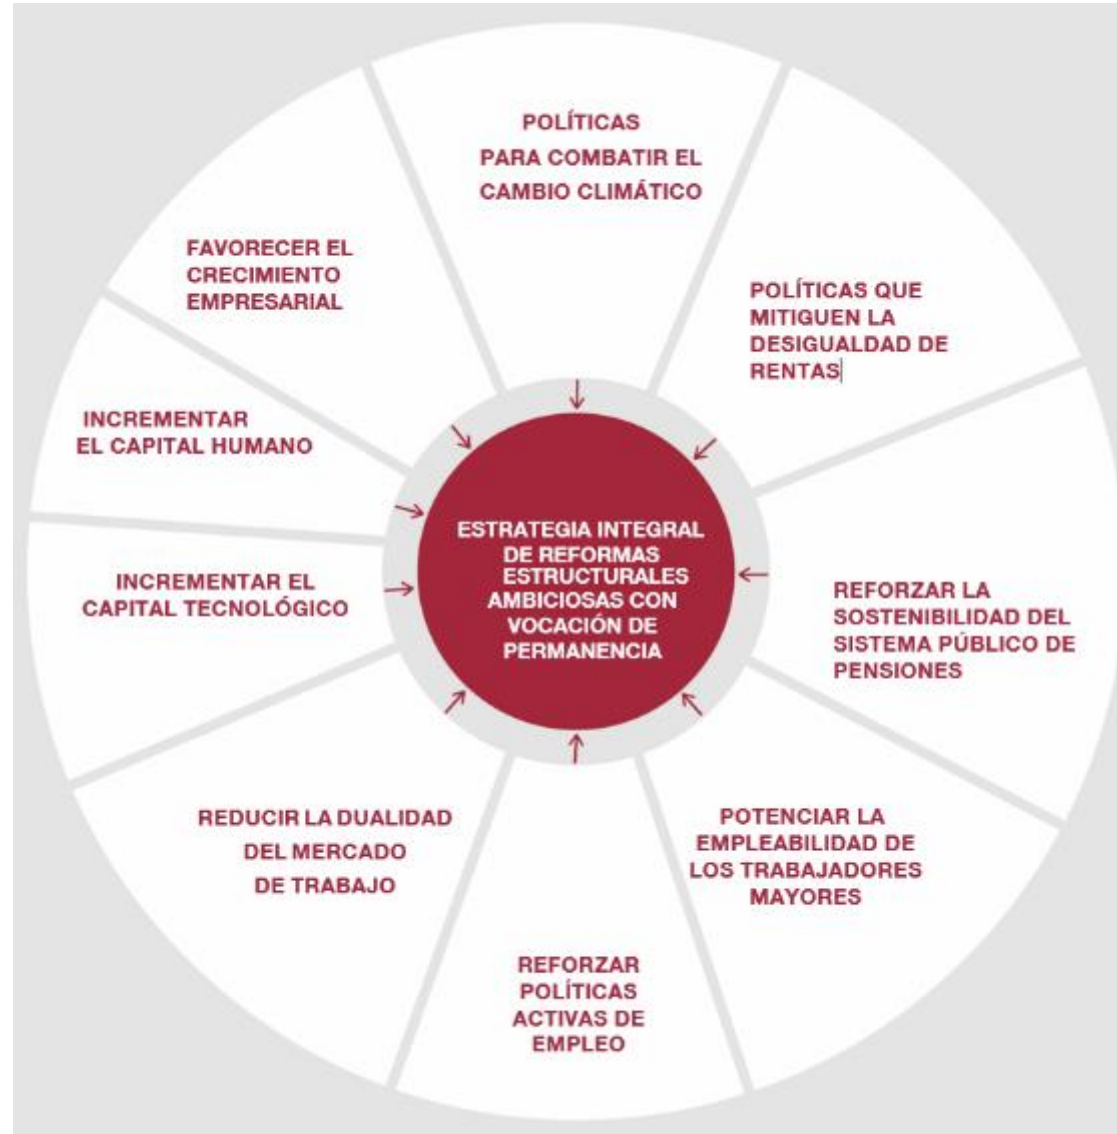 POLÍTICAS
PARA COMBATIR EL
CAMBIO CLIMÁTICO
POLÍTICAS QUE
MITIGUEN LA
DESIGUALDAD DE
RENTAS
REFORZAR LA
SOSTENIBILIDAD DEL
SISTEMA PÚBLICO DE
PENSIONES
POTENCIAR LA
EMPLEABILIDAD DE
LOS TRABAJADORES
MAYORES
REFORZAR
POLÍTICAS
ACTIVAS DE
EMPLEO
REDUCIR LA DUALIDAD
DEL MERCADO
DE TRABAJO
INCREMENTAR EL
CAPITAL TECNOLÓGICO
INCREMENTAR
EL CAPITAL HUMANO
FAVORECER EL
CRECIMIENTO
EMPRESARIAL
ESTRATEGIA INTEGRAL
DE REFORMAS
ESTRUCTURALES
AMBICIOSAS CON
VOCACIÓN DE
PERMANENCIA